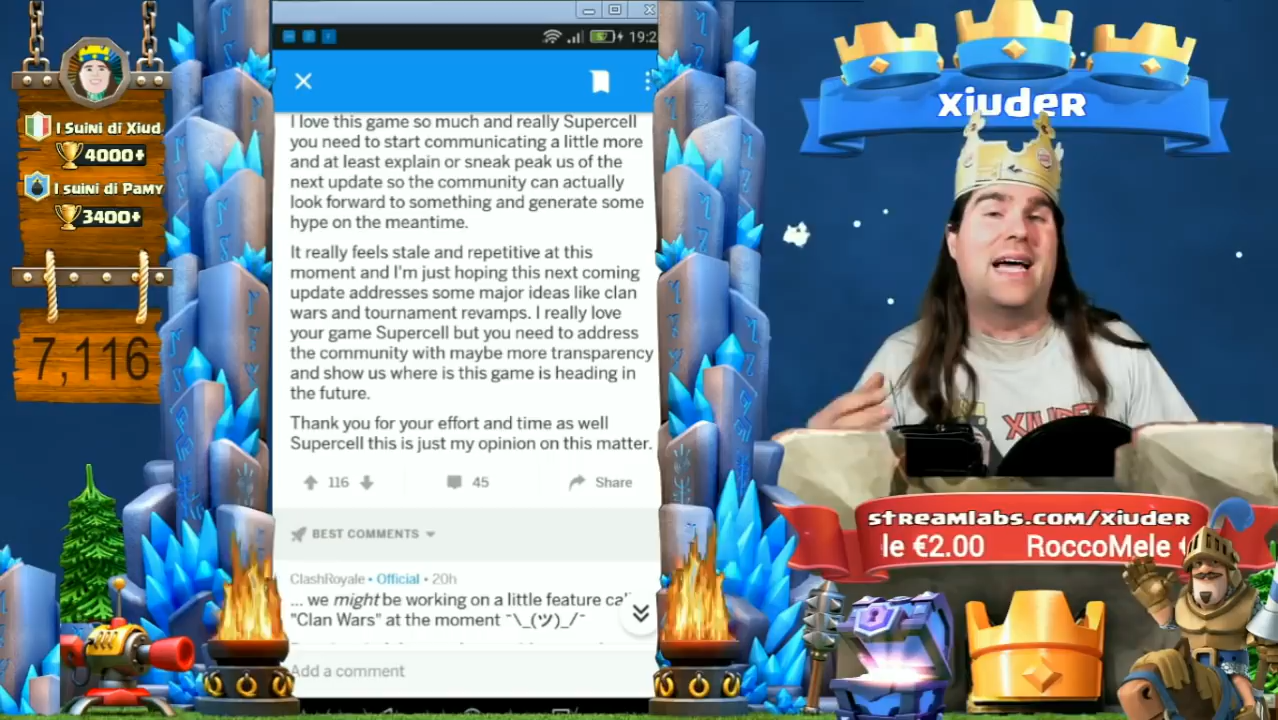 19:2
I love this game so much and really Supercell
you need to start communicating a little more
and at least explain or sneak peak us of the
next update so the community can actually
look forward to something and generate some
hype on the meantime.
It really feels stale and repetitive at this
moment and I'm just hoping this next coming
update addresses some major ideas like clan
wars and tournament revamps. I really love
your game Supercell but you need to address
the community with maybe more transparency
and show us where is this game is heading in
the future.
Thank you for your effort and time as well
Supercell this is just my opinion on this matter.
116
45
Share
BEST COMMENTS
ClashRoyale • Official • 20h
... we might be working on a little feature cal
"Clan Wars" at the moment ¯\_(ツ)_/¯
Add a comment
I Suini di Xiud
4000+
I suini di Pamy
3400+
7,116
xiuder
XIUDER
streamlabs.com/xiuder
le €2.00 RoccoMele €